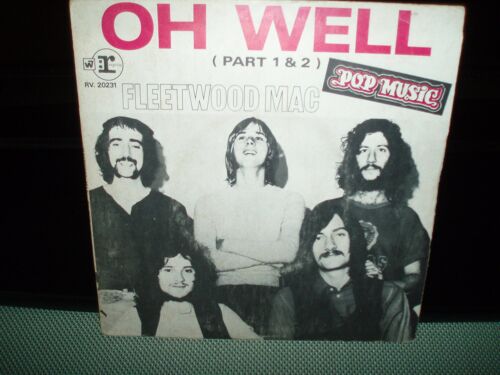 OH WELL
( PART 1 & 2 )
W r
RV. 20231
POP MUSIC
FLEETWOOD MAC